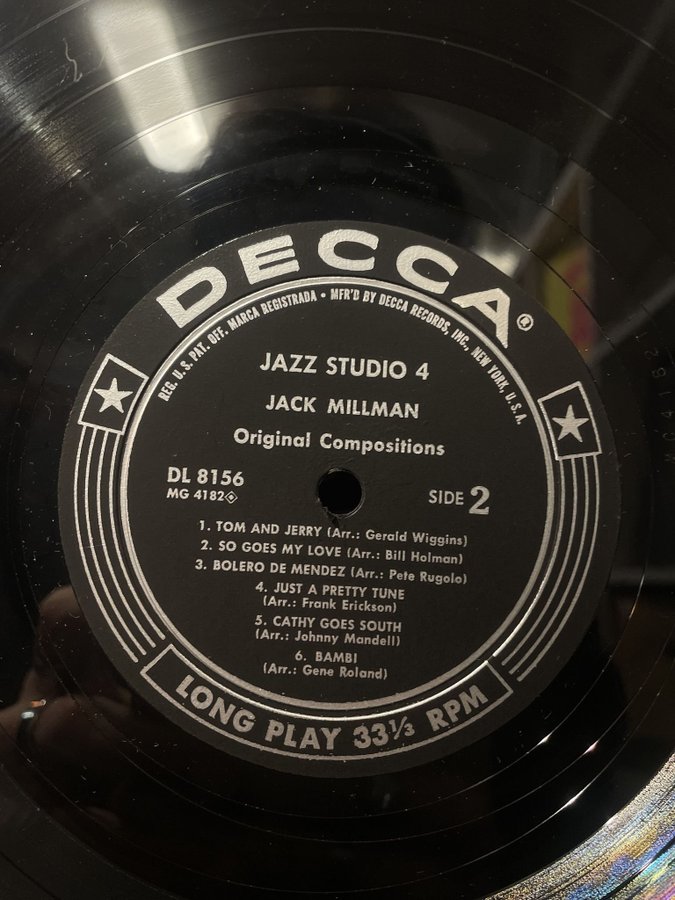 DECCA®
REG. U.S. PAT. OFF. MARCA REGISTRADA • MFR'D BY DECCA RECORDS, INC., NEW YORK, U.S.A.
JAZZ STUDIO 4
JACK MILLMAN
Original Compositions
DL 8156
MG 4182
SIDE 2
1. TOM AND JERRY (Arr.: Gerald Wiggins)
2. SO GOES MY LOVE (Arr.: Bill Holman)
3. BOLERO DE MENDEZ (Arr.: Pete Rugolo)
4. JUST A PRETTY TUNE
(Arr.: Frank Erickson)
5. CATHY GOES SOUTH
(Arr.: Johnny Mandell)
6. BAMBI
(Arr.: Gene Roland)
LONG PLAY 33⅓ RPM